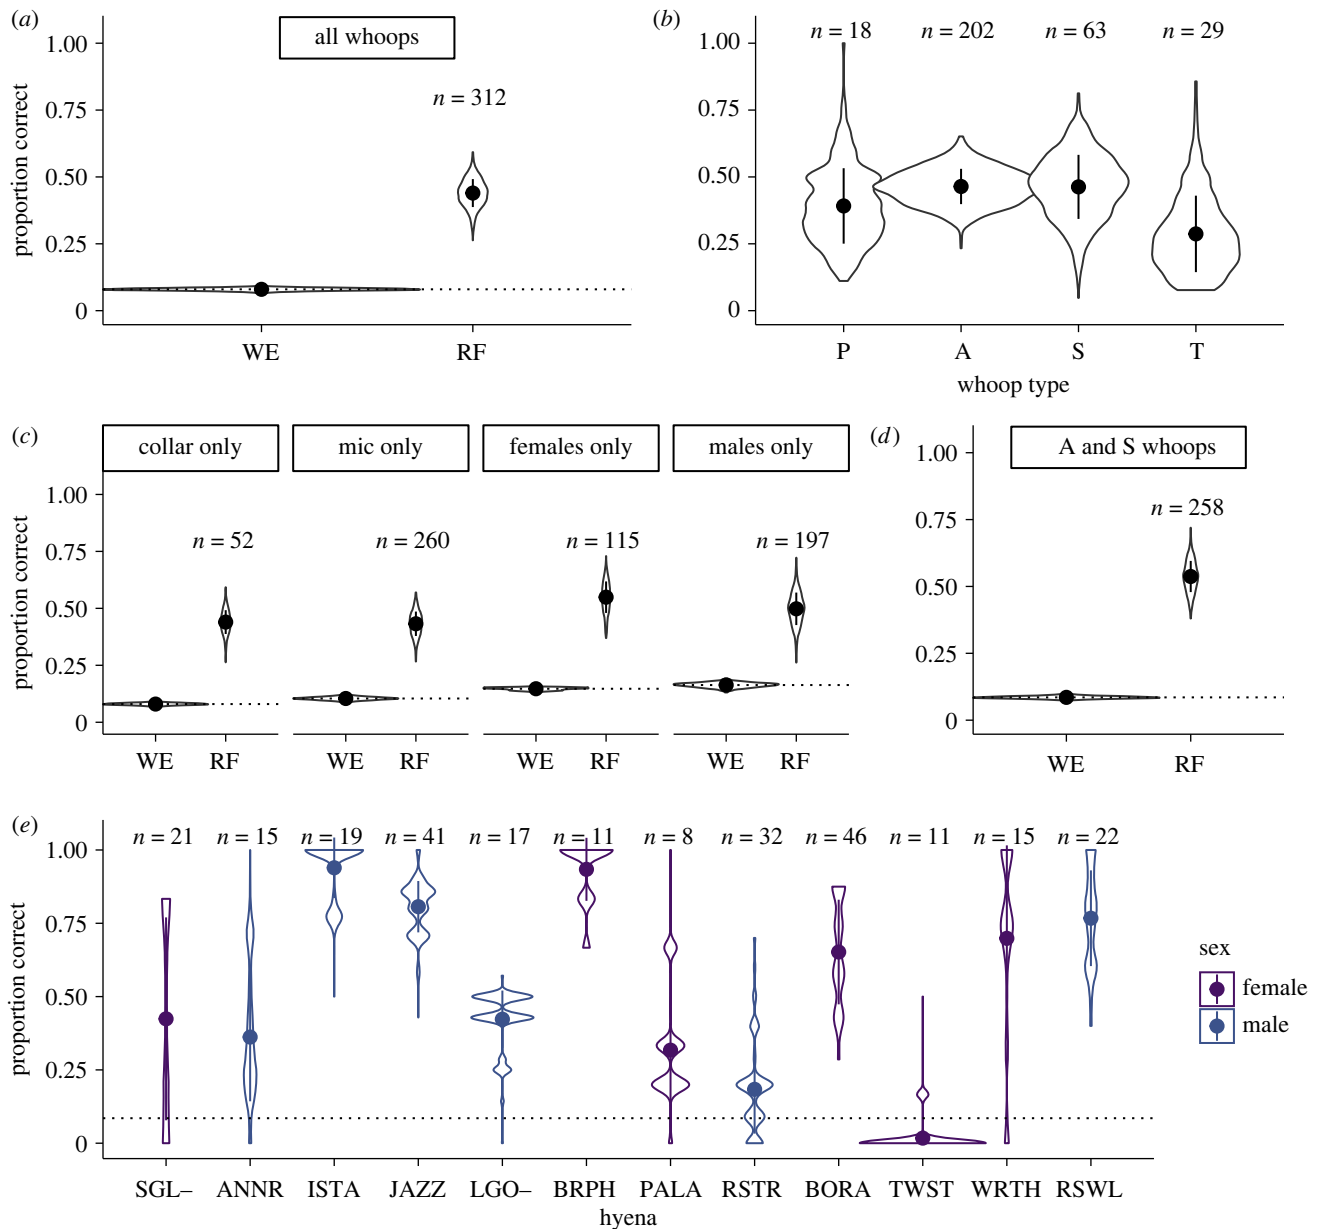 (a)
all whoops
n = 312
proportion correct
1.00
0.75
0.50
0.25
0
WE RF
(b)
n = 18 n = 202 n = 63 n = 29
1.00
0.75
0.50
0.25
0
P A S T
whoop type
(c)
collar only mic only females only males only
n = 52 n = 260 n = 115 n = 197
proportion correct
1.00
0.75
0.50
0.25
0
WE RF WE RF WE RF WE RF
(d)
A and S whoops
n = 258
1.00
0.75
0.50
0.25
0
WE RF
(e)
n = 21 n = 15 n = 19 n = 41 n = 17 n = 11 n = 8 n = 32 n = 46 n = 11 n = 15 n = 22
proportion correct
1.00
0.75
0.50
0.25
0
SGL– ANNR ISTA JAZZ LGO– BRPH PALA RSTR BORA TWST WRTH RSWL
hyena
sex
female
male